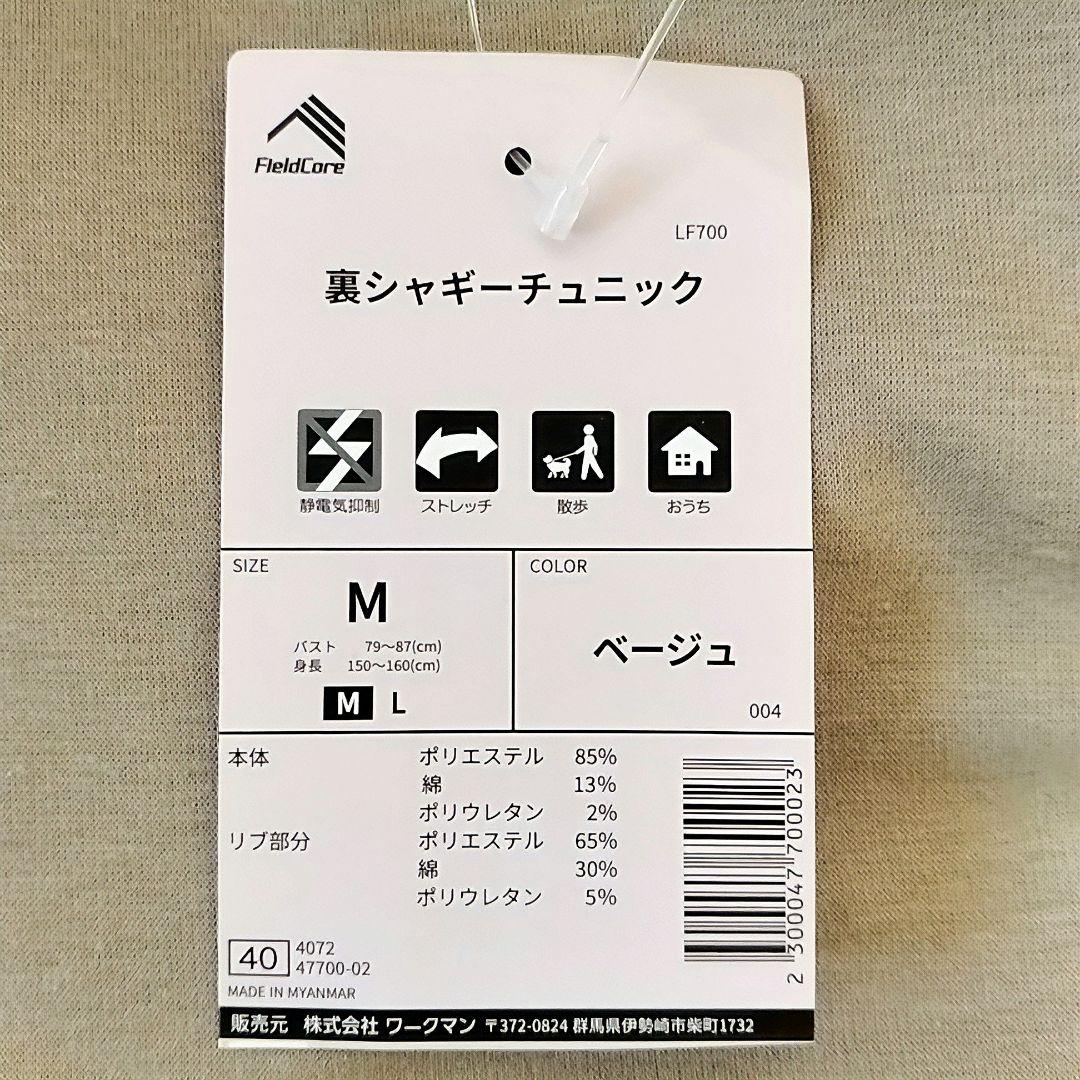 FieldCore
LF700
裏シャギーチュニック
静電気抑制 ストレッチ 散歩 おうち
SIZE
M
バスト 79〜87(cm)
身長 150〜160(cm)
M L
COLOR
ベージュ
004
本体 ポリエステル 85%
綿 13%
ポリウレタン 2%
リブ部分 ポリエステル 65%
綿 30%
ポリウレタン 5%
2 300047 700023
40 4072
47700-02
MADE IN MYANMAR
販売元 株式会社 ワークマン 〒372-0824 群馬県伊勢崎市柴町1732